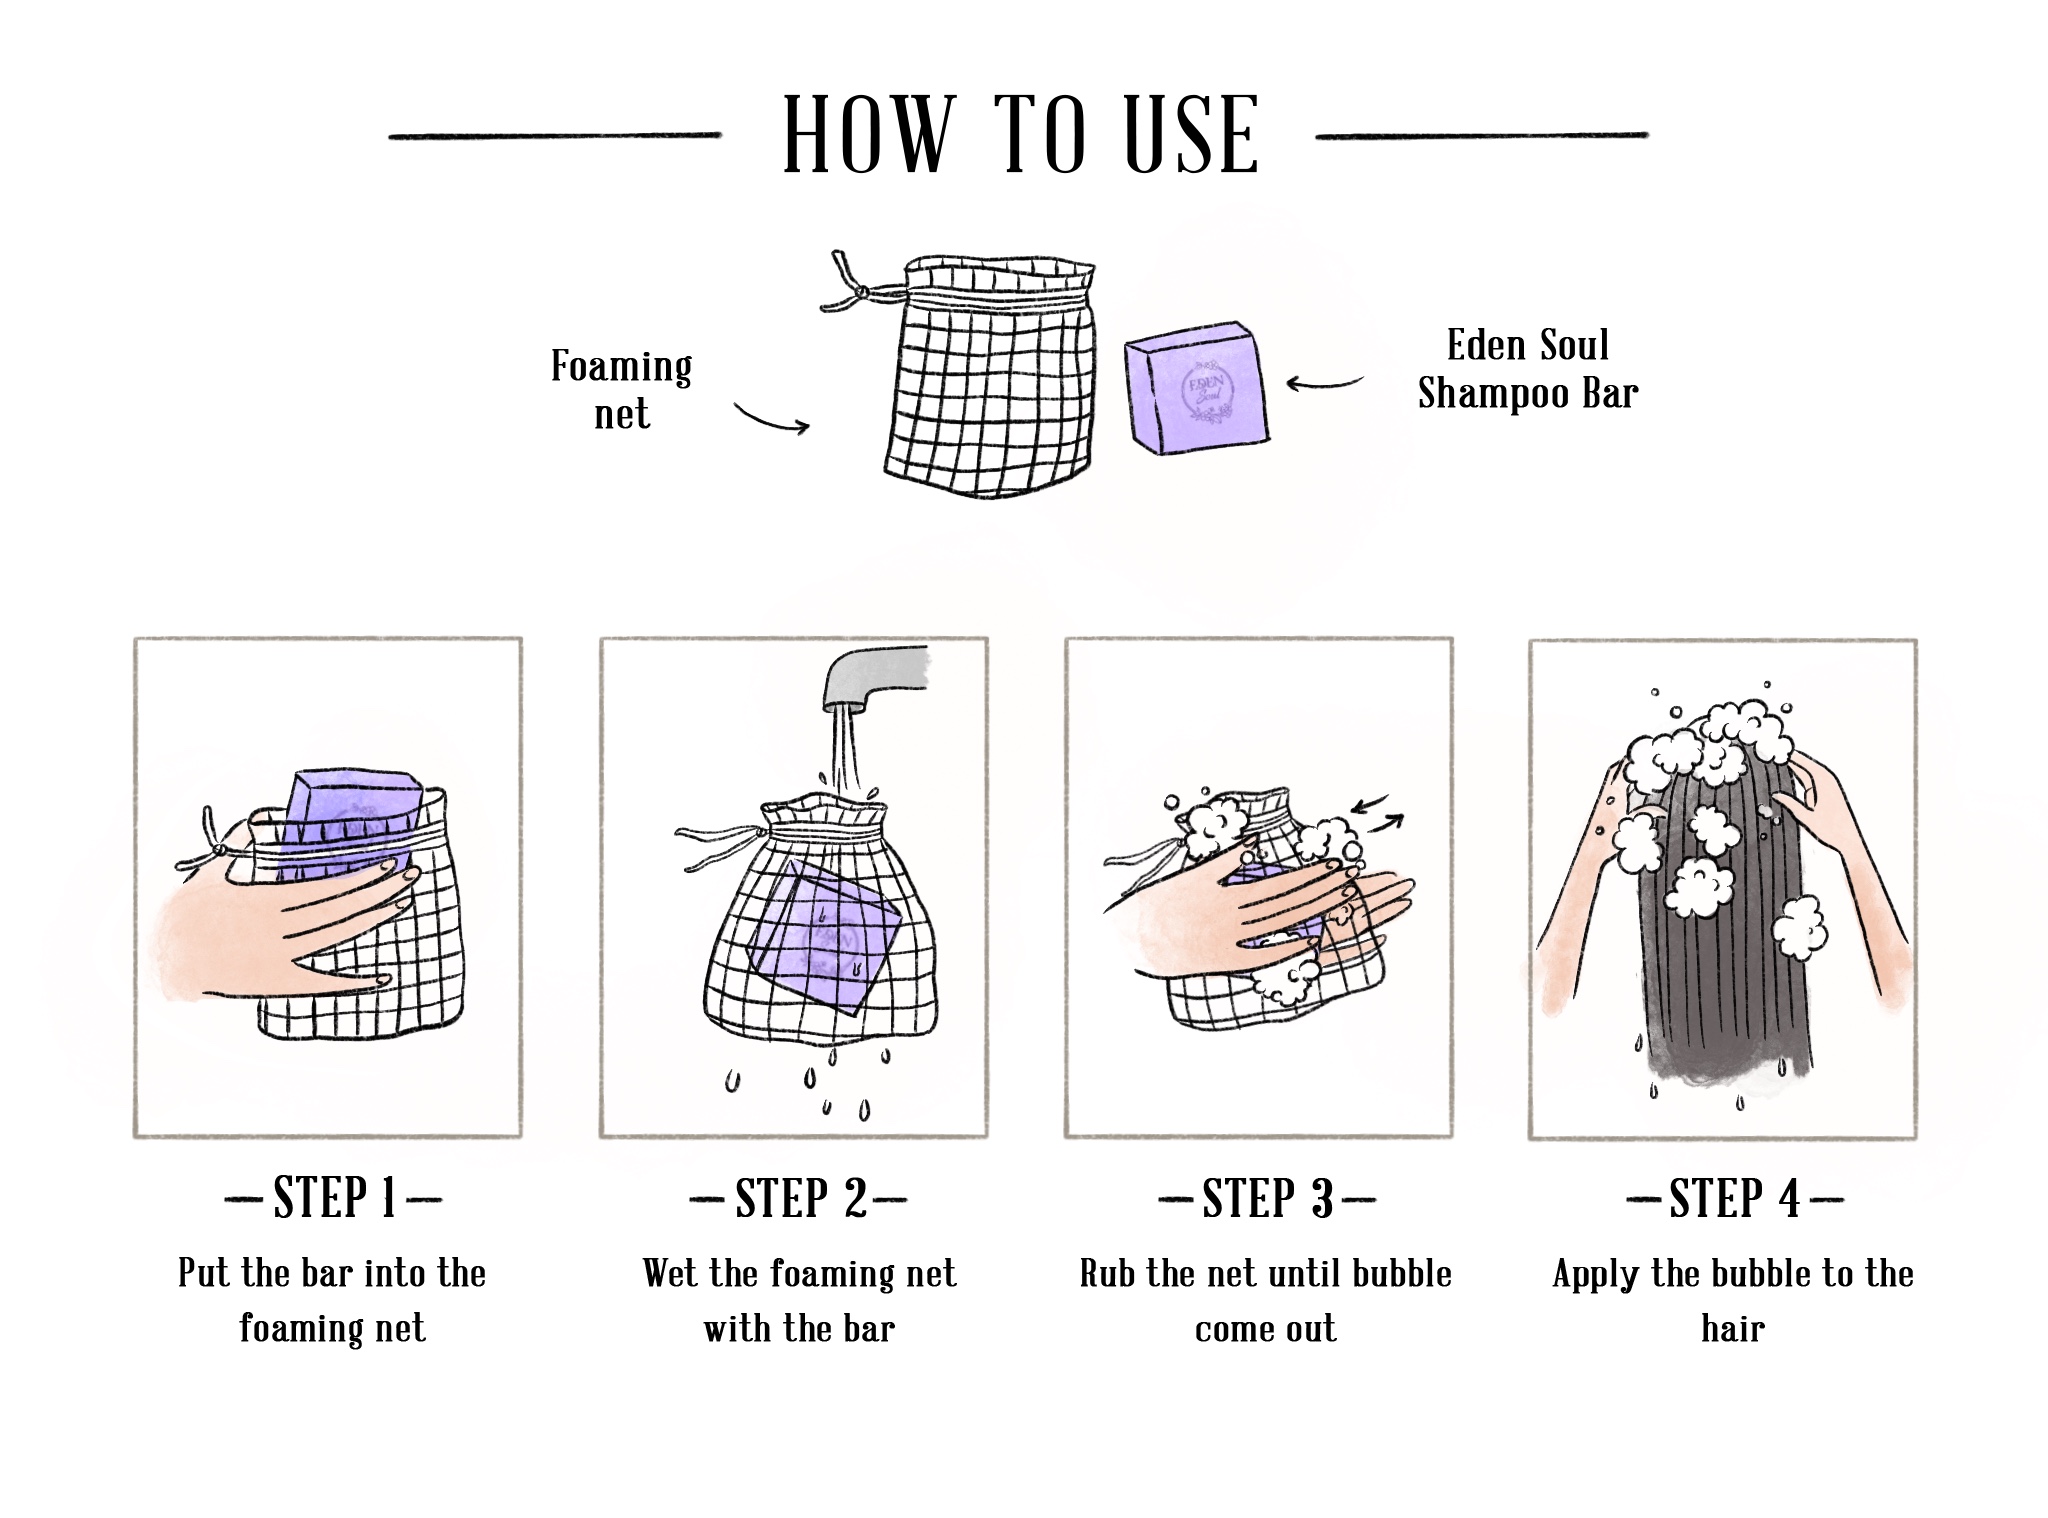 HOW TO USE
Foaming
net
EDEN
Soul
Eden Soul
Shampoo Bar
EDEN
STEP 1
Put the bar into the
foaming net
STEP 2
Wet the foaming net
with the bar
STEP 3
Rub the net until bubble
come out
STEP 4
Apply the bubble to the
hair